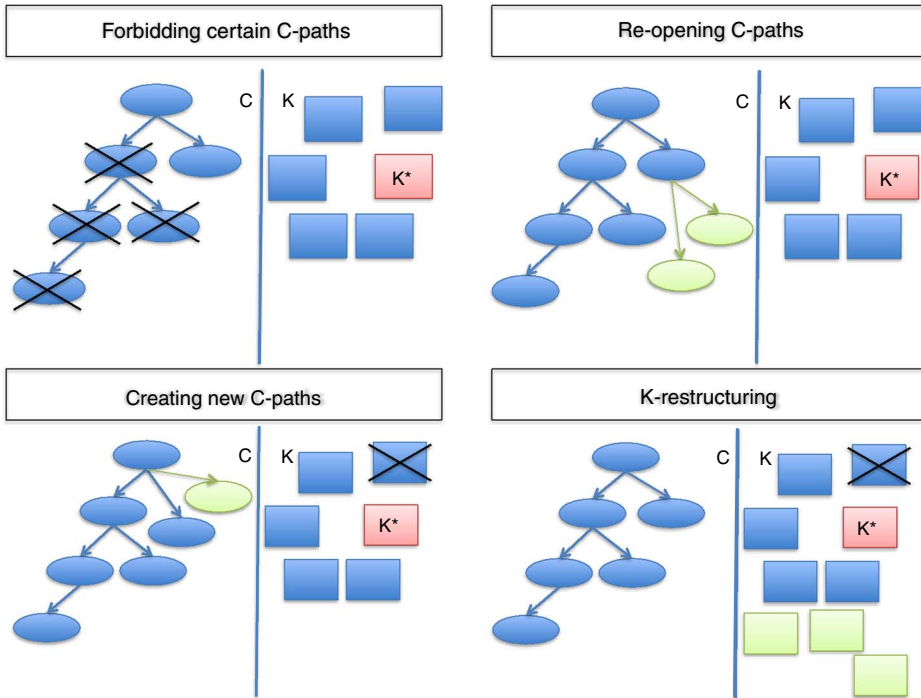 Forbidding certain C-paths
Re-opening C-paths
C K
K*
C K
K*
Creating new C-paths
K-restructuring
C K
K*
C K
K*